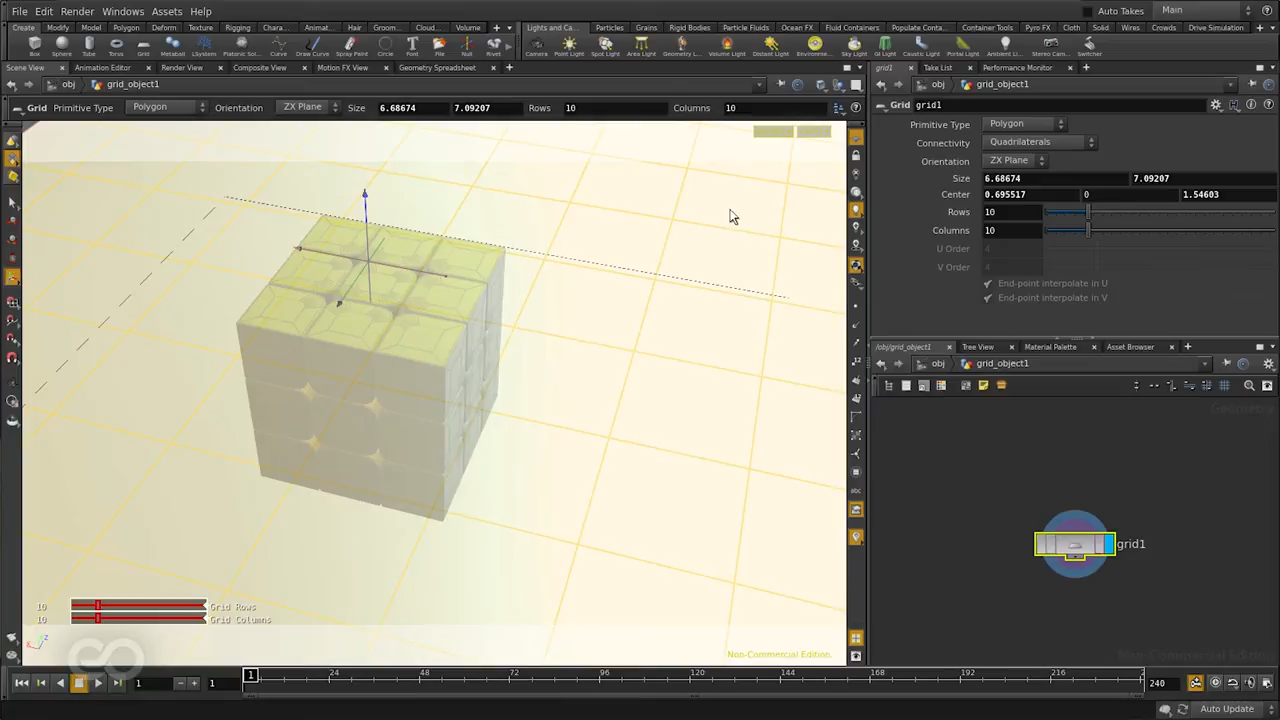 File Edit Render Windows Assets Help
Auto Takes Main
Create Modify Model Polygon Deform Texture Rigging Chara... Animat... Hair Groom... Cloud... Volume
Lights and Ca... Particles Grains Rigid Bodies Particle Fluids Ocean FX Fluid Containers Populate Conta... Container Tools Pyro FX Cloth Solid Wires Crowds Drive Simulation
Box Sphere Tube Torus Grid Metaball LSystem Platonic Sol... Curve Draw Curve Spray Paint Circle Font File Null Rivet
Camera Point Light Spot Light Area Light Geometry L... Volume Light Distant Light Environme... Sky Light GI Light Caustic Light Portal Light Ambient Li... Stereo Cam... Switcher
Scene View Animation Editor Render View Composite View Motion FX View Geometry Spreadsheet
obj grid_object1
Grid Primitive Type Polygon Orientation ZX Plane Size 6.68674 7.09207 Rows 10 Columns 10
grid1 Take List Performance Monitor
obj grid_object1
Grid grid1
Primitive Type Polygon
Connectivity Quadrilaterals
Orientation ZX Plane
Size 6.68674 7.09207
Center 0.695517 0 1.54603
Rows 10
Columns 10
U Order 4
V Order 4
End-point interpolate in U
End-point interpolate in V
/obj/grid_object1 Tree View Material Palette Asset Browser
obj grid_object1
Geometry
grid1
Non-Commercial Edition
10 Grid Rows
10 Grid Columns
Non-Commercial Edition.
1 1 1 24 48 72 96 120 144 168 192 216 240
Auto Update